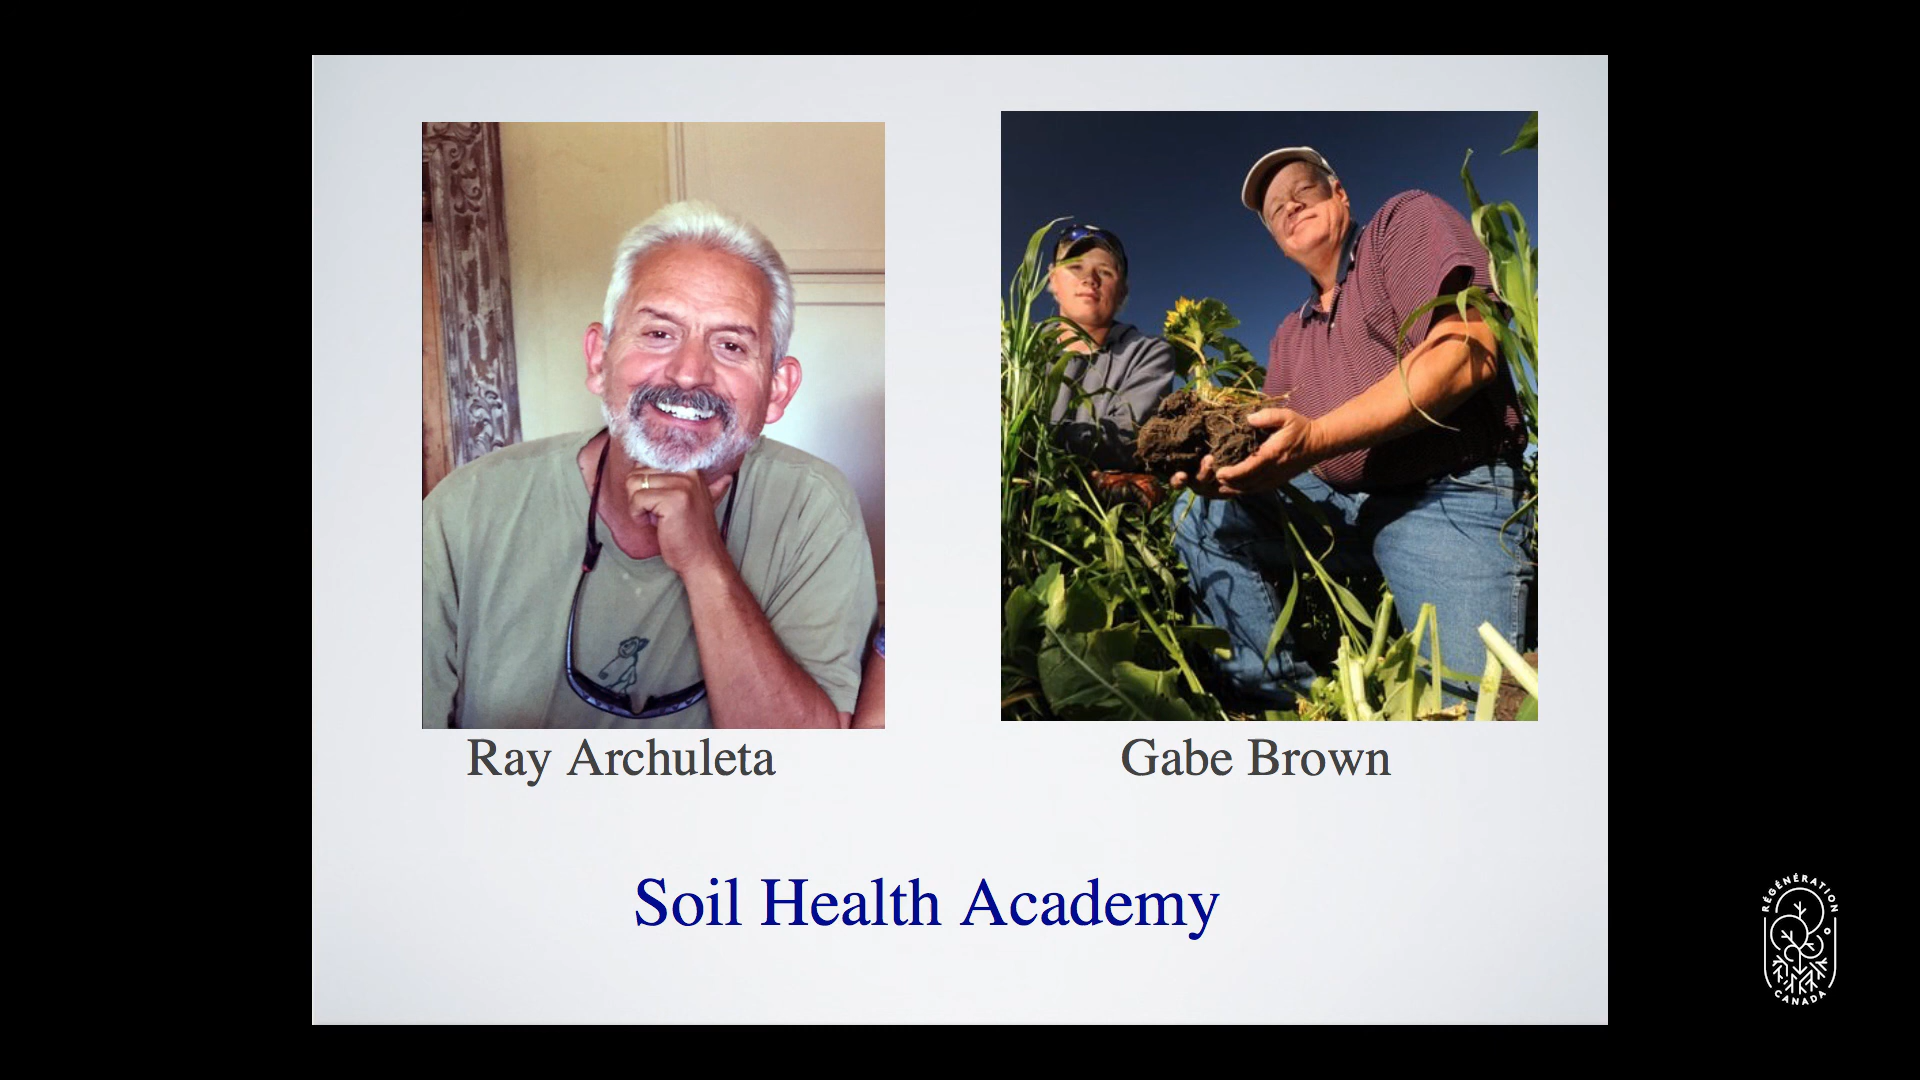 Ray Archuleta
Gabe Brown
Soil Health Academy
RÉGÉNÉRATION
CANADA